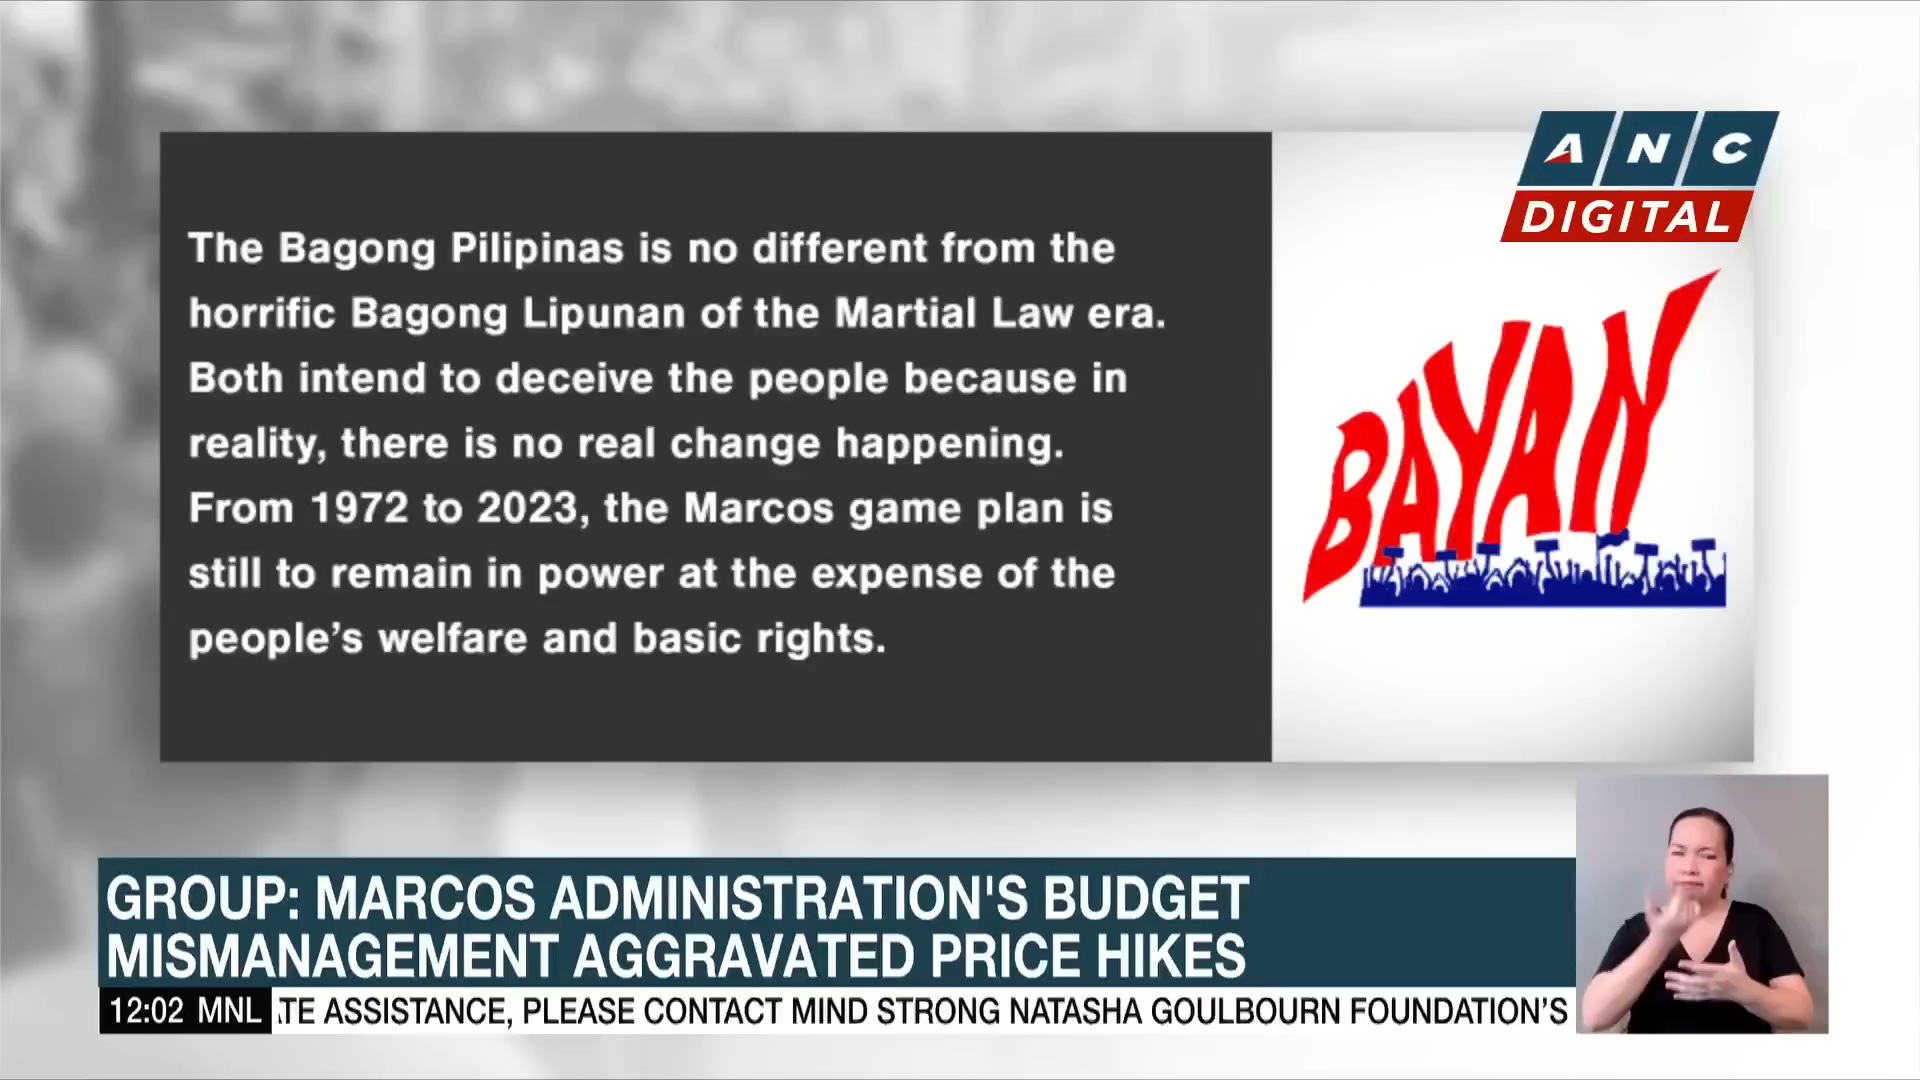 ANC
DIGITAL
The Bagong Pilipinas is no different from the
horrific Bagong Lipunan of the Martial Law era.
Both intend to deceive the people because in
reality, there is no real change happening.
From 1972 to 2023, the Marcos game plan is
still to remain in power at the expense of the
people’s welfare and basic rights.
BAYAN
GROUP: MARCOS ADMINISTRATION'S BUDGET
MISMANAGEMENT AGGRAVATED PRICE HIKES
12:02 MNL TE ASSISTANCE, PLEASE CONTACT MIND STRONG NATASHA GOULBOURN FOUNDATION’S